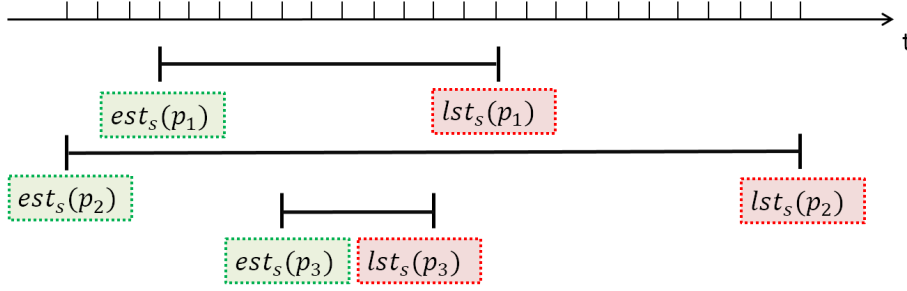 t
est_s(p_1) lst_s(p_1)
est_s(p_2) lst_s(p_2)
est_s(p_3) lst_s(p_3)